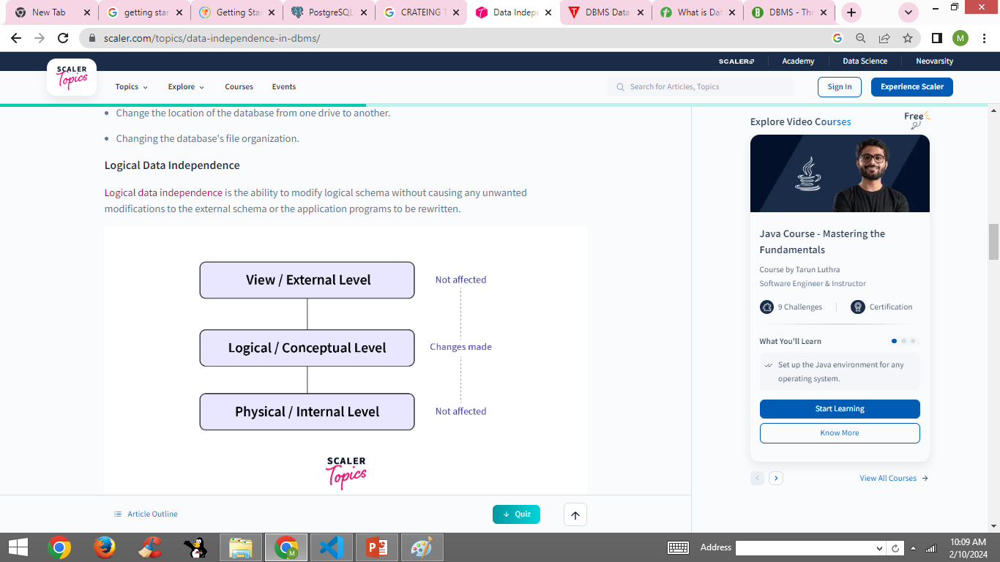 New Tab
getting star
Getting Star
PostgreSQL
CRATEING T
Data Indepe
DBMS Data
What is Dat
DBMS - Thr
scaler.com/topics/data-independence-in-dbms/
M
SCALER
Academy
Data Science
Neovarsity
SCALER
Topics
Topics
Explore
Courses
Events
Search for Articles, Topics
Sign In
Experience Scaler
Change the location of the database from one drive to another.
Changing the database's file organization.
Logical Data Independence
Logical data independence is the ability to modify logical schema without causing any unwanted
modifications to the external schema or the application programs to be rewritten.
View / External Level
Not affected
Logical / Conceptual Level
Changes made
Physical / Internal Level
Not affected
SCALER
Topics
Explore Video Courses
Free
Java Course - Mastering the
Fundamentals
Course by Tarun Luthra
Software Engineer & Instructor
9 Challenges
Certification
What You'll Learn
Set up the Java environment for any
operating system.
Start Learning
Know More
View All Courses
Article Outline
Quiz
Address
10:09 AM
2/10/2024